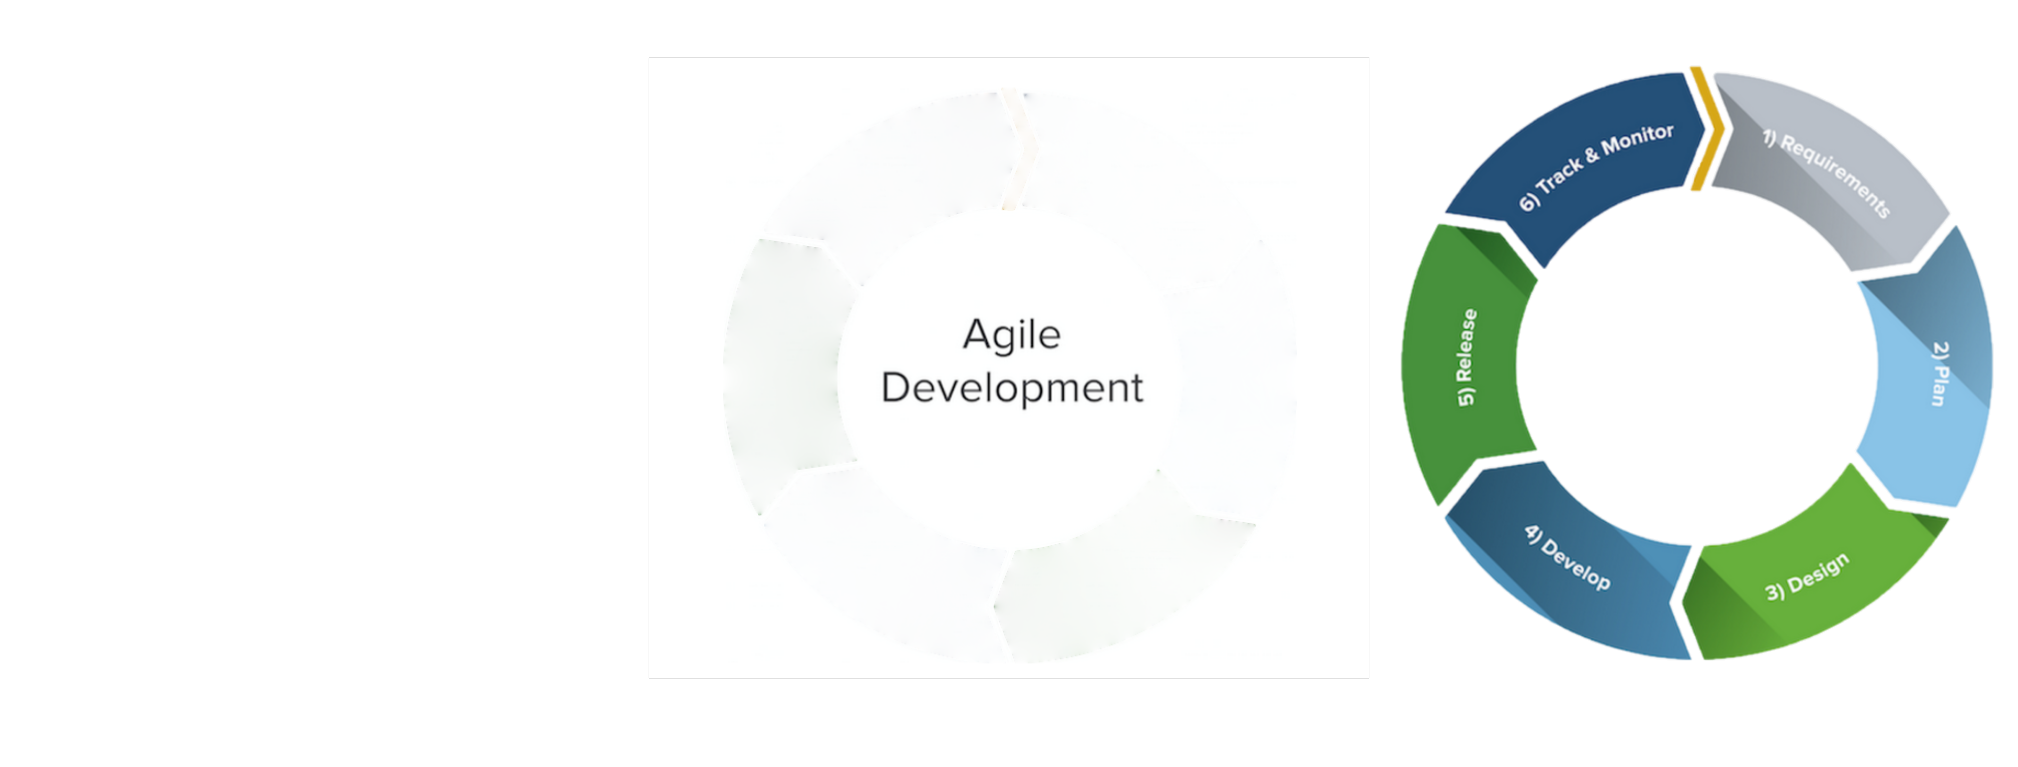 Agile
Development
1) Requirements
2) Plan
3) Design
4) Develop
5) Release
6) Track & Monitor